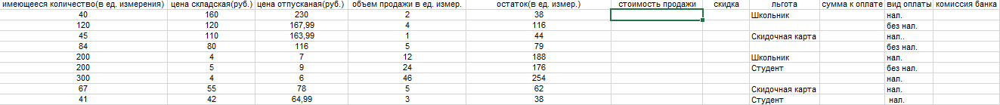 имеющееся количество(в ед. измерения) цена складская(руб.) цена отпусканая(руб.) объем продажи в ед. измер. остаток(в ед. измер.) стоимость продажи скидка льгота сумма к оплате вид оплаты комиссия банка
40 160 230 2 38 Школьник нал.
120 120 167,99 4 116 без нал.
45 110 163,99 1 44 Скидочная карта нал..
84 80 116 5 79 без нал.
200 4 7 12 188 Школьник нал.
200 5 9 24 176 Студент без нал.
300 4 6 46 254 нал.
67 55 78 5 62 Скидочная карта нал.
41 42 64,99 3 38 Студент нал.